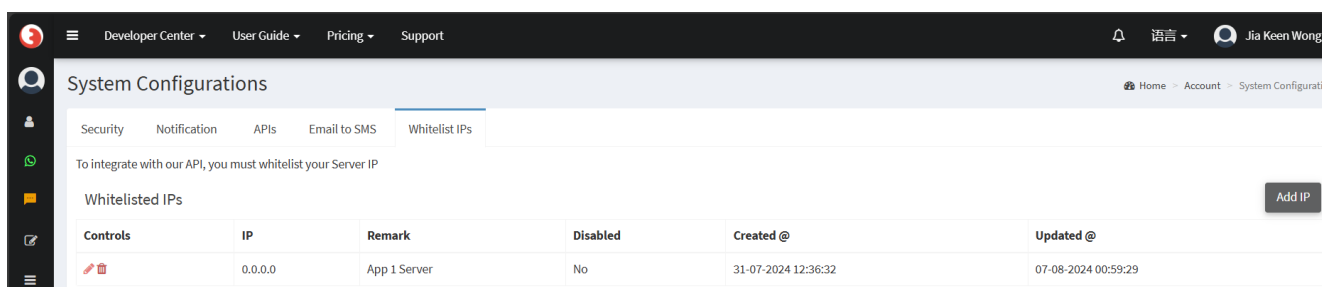 Developer Center User Guide Pricing Support 语言 Jia Keen Wong
System Configurations Home > Account > System Configurati
Security Notification APIs Email to SMS Whitelist IPs
To integrate with our API, you must whitelist your Server IP
Whitelisted IPs Add IP
Controls IP Remark Disabled Created @ Updated @
0.0.0.0 App 1 Server No 31-07-2024 12:36:32 07-08-2024 00:59:29